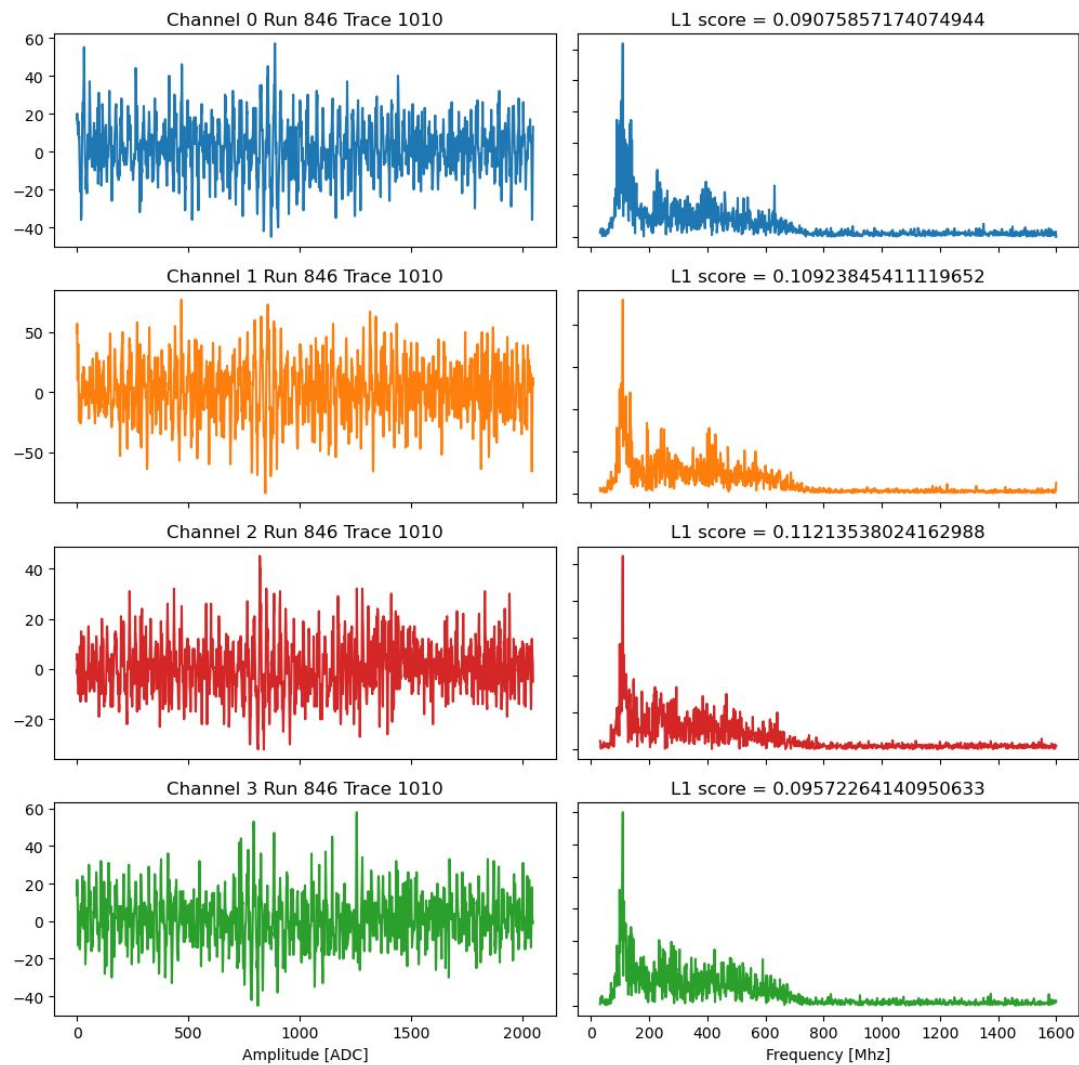 Channel 0 Run 846 Trace 1010
L1 score = 0.09075857174074944
60
40
20
0
−20
−40
Channel 1 Run 846 Trace 1010
L1 score = 0.10923845411119652
50
0
−50
Channel 2 Run 846 Trace 1010
L1 score = 0.11213538024162988
40
20
0
−20
Channel 3 Run 846 Trace 1010
L1 score = 0.09572264140950633
60
40
20
0
−20
−40
0 500 1000 1500 2000
0 200 400 600 800 1000 1200 1400 1600
Amplitude [ADC]
Frequency [Mhz]